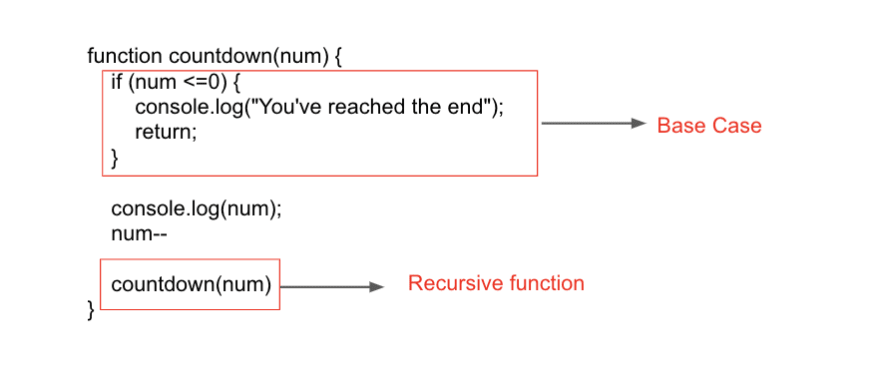 function countdown(num) {
if (num <=0) {
console.log("You've reached the end");
return;
}
Base Case
console.log(num);
num--
countdown(num)
Recursive function
}